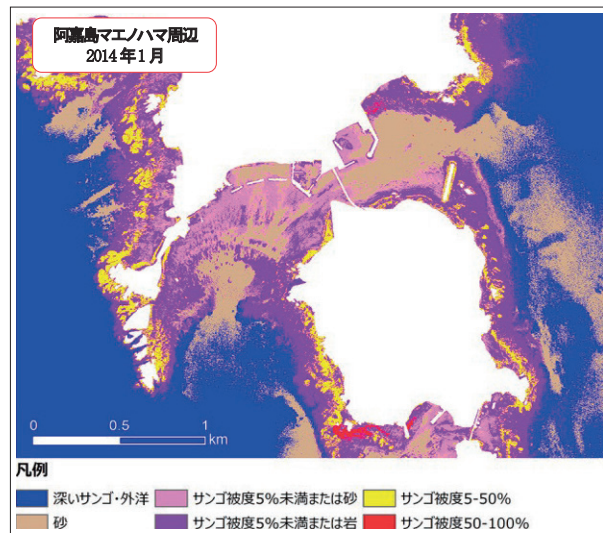 阿嘉島マエノハマ周辺
2014年1月
0 0.5 1
km
凡例
深いサンゴ・外洋
サンゴ被度5%未満または砂
サンゴ被度5-50%
砂
サンゴ被度5%未満または岩
サンゴ被度50-100%